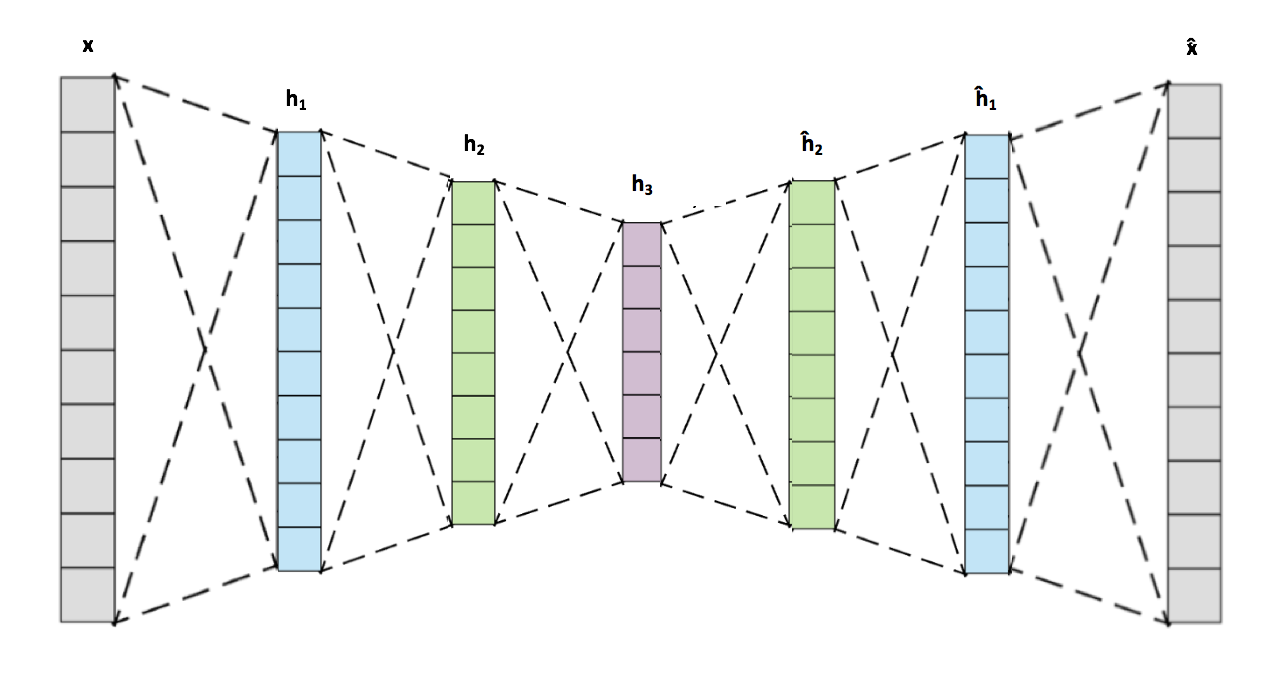 x
h₁
h₂
h₃
ĥ₂
ĥ₁
x̂